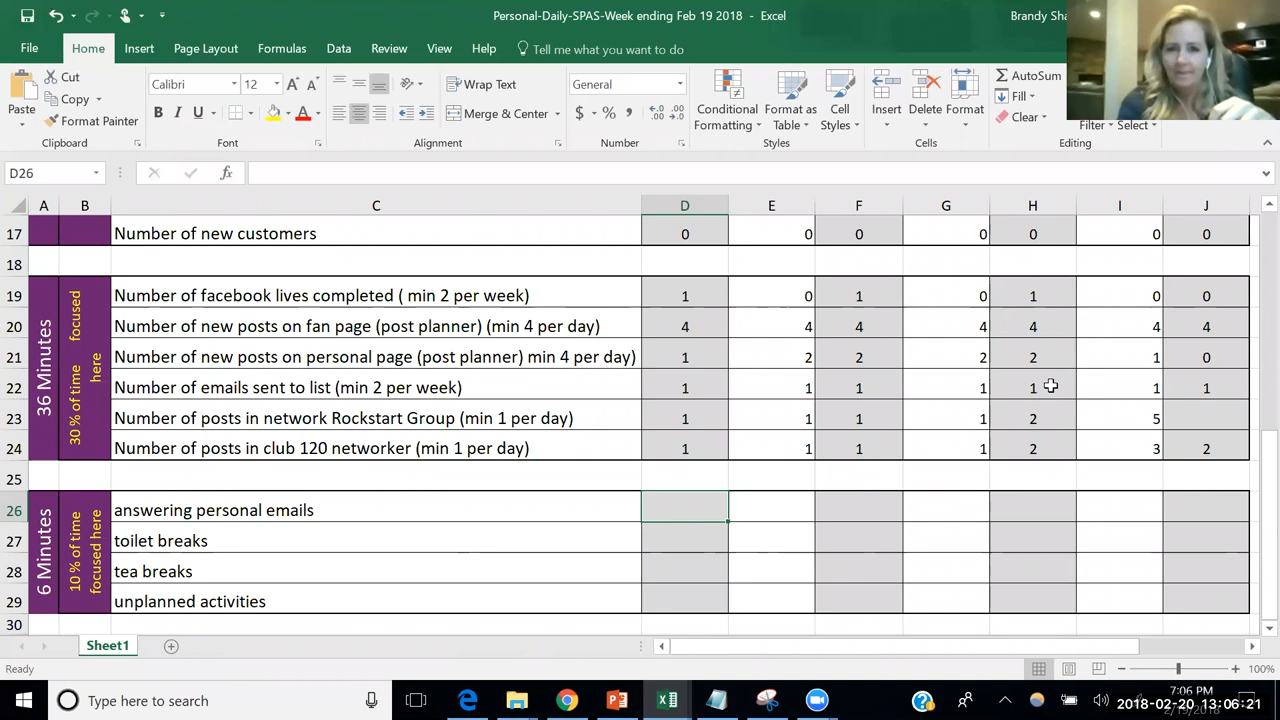 Personal-Daily-SPAS-Week ending Feb 19 2018 - Excel
Brandy Sha
File Home Insert Page Layout Formulas Data Review View Help Tell me what you want to do
Paste
Cut
Copy
Format Painter
Clipboard
Calibri 12
B I U
Font
Wrap Text
Merge & Center
Alignment
General
$ % ,
Number
Conditional Formatting
Format as Table
Cell Styles
Styles
Insert Delete Format
Cells
AutoSum
Fill
Clear
Filter Select
Editing
D26 fx
A B C D E F G H I J
17 Number of new customers 0 0 0 0 0 0 0
18
36 Minutes
30 % of time focused here
19 Number of facebook lives completed ( min 2 per week) 1 0 1 0 1 0 0
20 Number of new posts on fan page (post planner) (min 4 per day) 4 4 4 4 4 4 4
21 Number of new posts on personal page (post planner) min 4 per day) 1 2 2 2 2 1 0
22 Number of emails sent to list (min 2 per week) 1 1 1 1 1 1 1
23 Number of posts in network Rockstart Group (min 1 per day) 1 1 1 1 2 5
24 Number of posts in club 120 networker (min 1 per day) 1 1 1 1 2 3 2
25
6 Minutes
10 % of time focused here
26 answering personal emails
27 toilet breaks
28 tea breaks
29 unplanned activities
30
Sheet1
Ready
100%
Type here to search
7:06 PM
2018-02-20 13:06:21